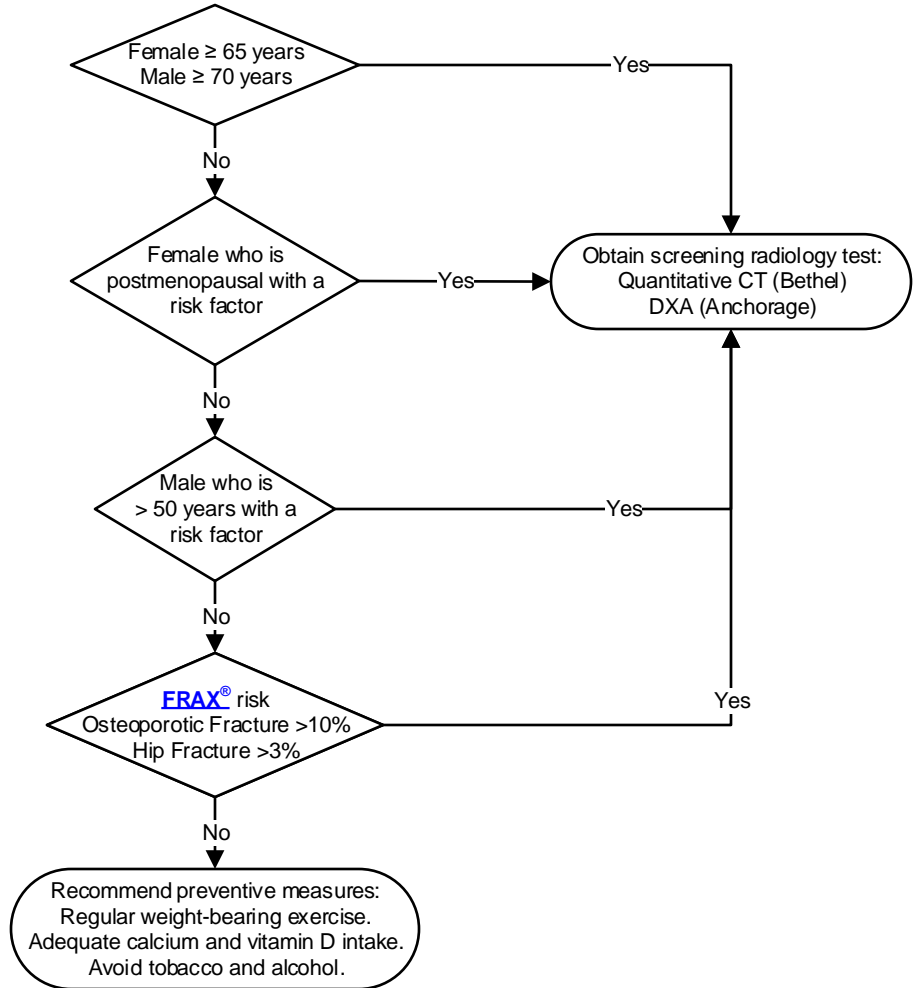 Female ≥ 65 years
Male ≥ 70 years
Yes
No
Female who is
postmenopausal with a
risk factor
Yes
Obtain screening radiology test:
Quantitative CT (Bethel)
DXA (Anchorage)
No
Male who is
> 50 years with a
risk factor
Yes
No
FRAX® risk
Osteoporotic Fracture >10%
Hip Fracture >3%
Yes
No
Recommend preventive measures:
Regular weight-bearing exercise.
Adequate calcium and vitamin D intake.
Avoid tobacco and alcohol.